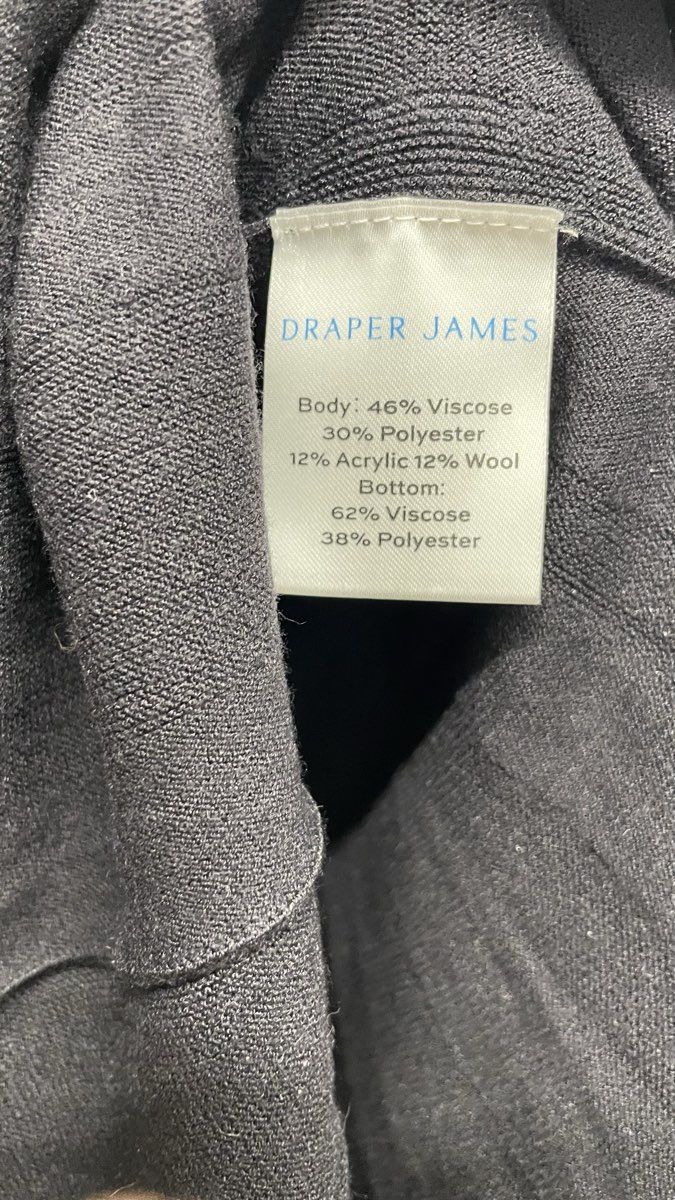 DRAPER JAMES
Body: 46% Viscose
30% Polyester
12% Acrylic 12% Wool
Bottom:
62% Viscose
38% Polyester